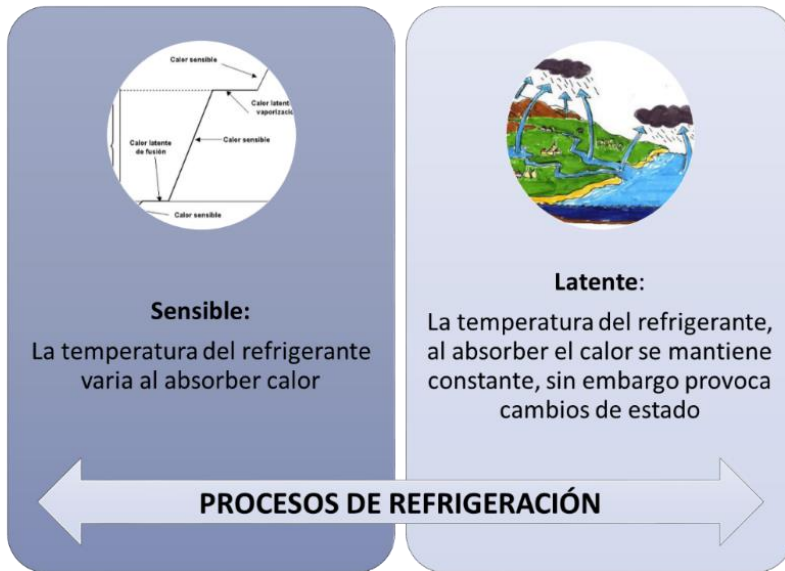 Calor sensible
Calor latent
vaporizació
Calor latente
de fusión
Calor sensible
Calor sensible
Sensible:
La temperatura del refrigerante
varia al absorber calor
Latente:
La temperatura del refrigerante,
al absorber el calor se mantiene
constante, sin embargo provoca
cambios de estado
PROCESOS DE REFRIGERACIÓN